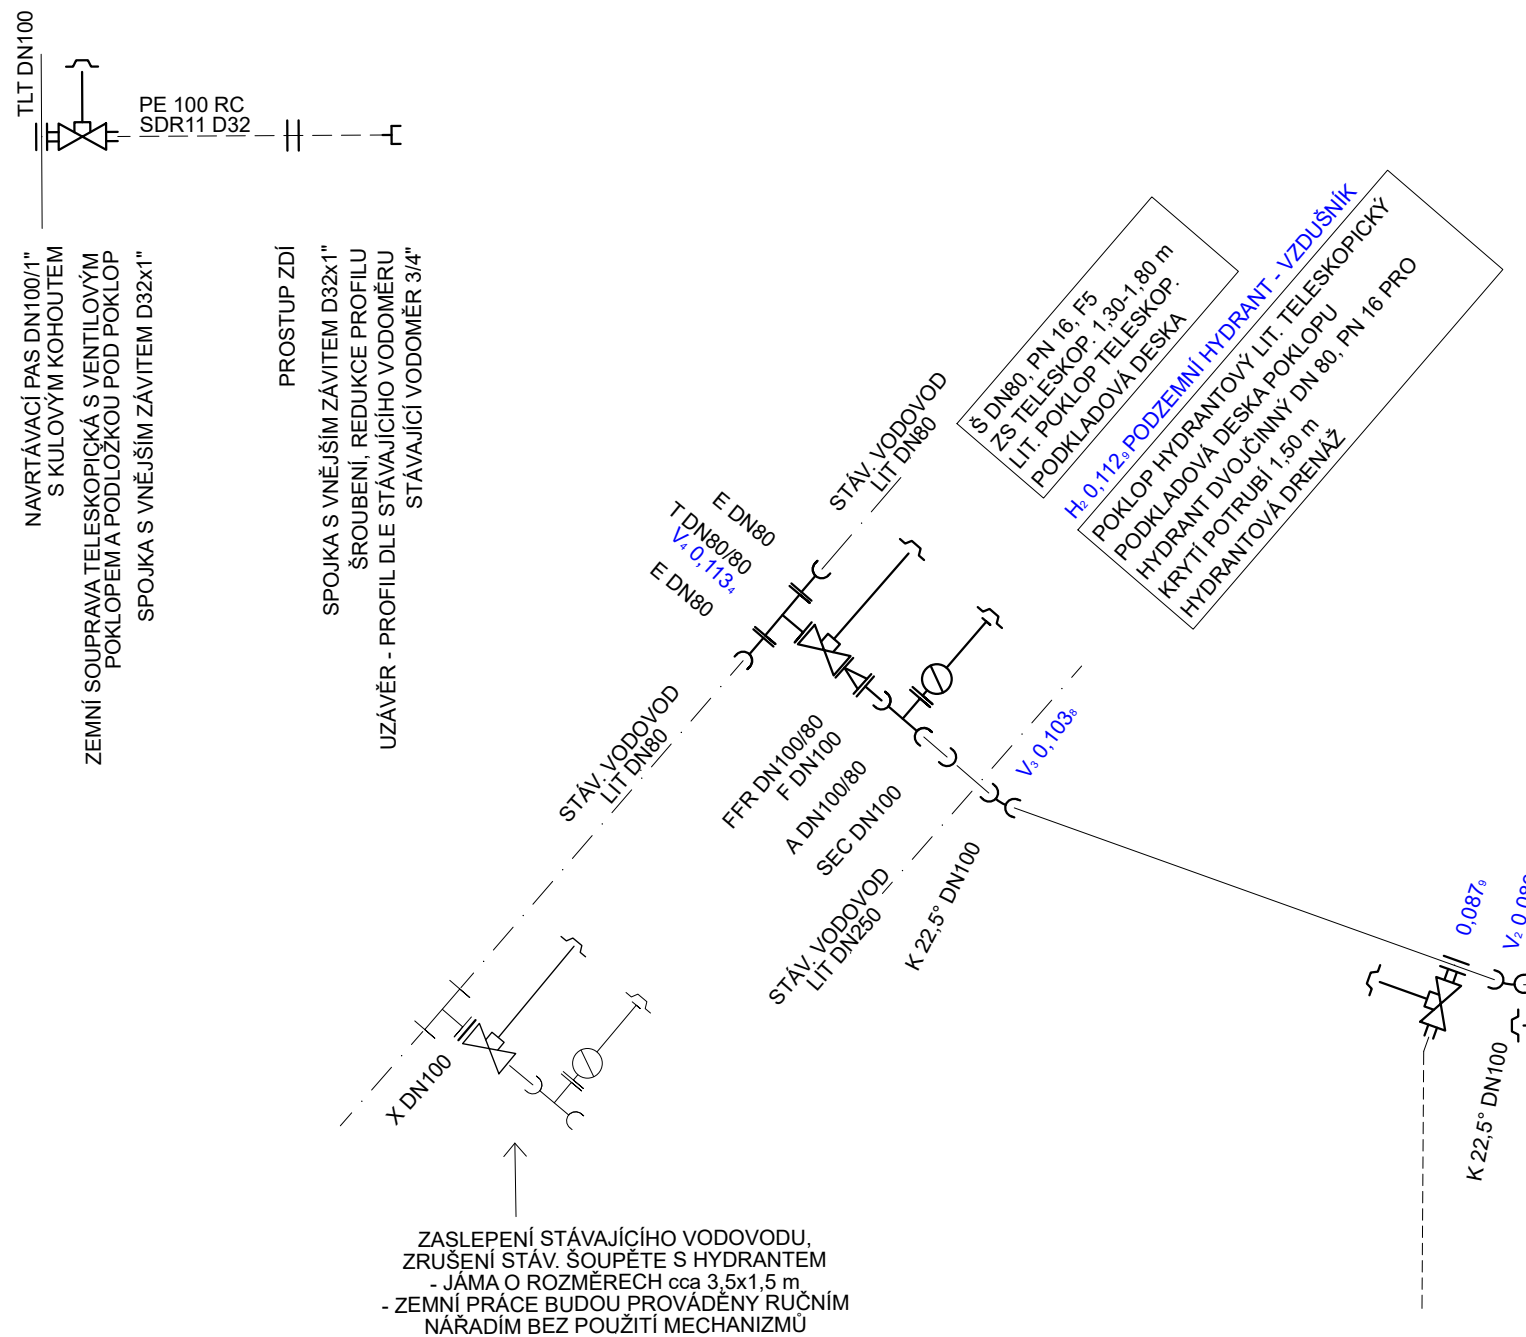 TLT DN100
PE 100 RC
SDR11 D32
NAVRTÁVACÍ PAS DN100/1"
S KULOVÝM KOHOUTEM
ZEMNÍ SOUPRAVA TELESKOPICKÁ S VENTILOVÝM
POKLOPEM A PODLOŽKOU POD POKLOP
SPOJKA S VNĚJŠÍM ZÁVITEM D32x1"
PROSTUP ZDÍ
SPOJKA S VNĚJŠÍM ZÁVITEM D32x1"
ŠROUBENÍ, REDUKCE PROFILU
UZÁVĚR - PROFIL DLE STÁVAJÍCÍHO VODOMĚRU
STÁVAJÍCÍ VODOMĚR 3/4"
Š DN80, PN 16, F5
ZS TELESKOP. 1,30-1,80 m
LIT. POKLOP TELESKOP.
PODKLADOVÁ DESKA
H₂ 0,112₉ PODZEMNÍ HYDRANT - VZDUŠNÍK
POKLOP HYDRANTOVÝ LIT. TELESKOPICKÝ
PODKLADOVÁ DESKA POKLOPU
HYDRANT DVOJČINNÝ DN 80, PN 16 PRO
KRYTÍ POTRUBÍ 1,50 m
HYDRANTOVÁ DRENÁŽ
STÁV. VODOVOD
LIT DN80
E DN80
T DN80/80
V₄ 0,113₄
E DN80
STÁV. VODOVOD
LIT DN80
FFR DN100/80
F DN100
A DN100/80
SEC DN100
V₃ 0,103₈
STÁV. VODOVOD
LIT DN250
K 22,5° DN100
0,087₉
V₂ 0,08
K 22,5° DN100
X DN100
ZASLEPENÍ STÁVAJÍCÍHO VODOVODU,
ZRUŠENÍ STÁV. ŠOUPĚTE S HYDRANTEM
- JÁMA O ROZMĚRECH cca 3,5x1,5 m
- ZEMNÍ PRÁCE BUDOU PROVÁDĚNY RUČNÍM
NÁŘADÍM BEZ POUŽITÍ MECHANIZMŮ